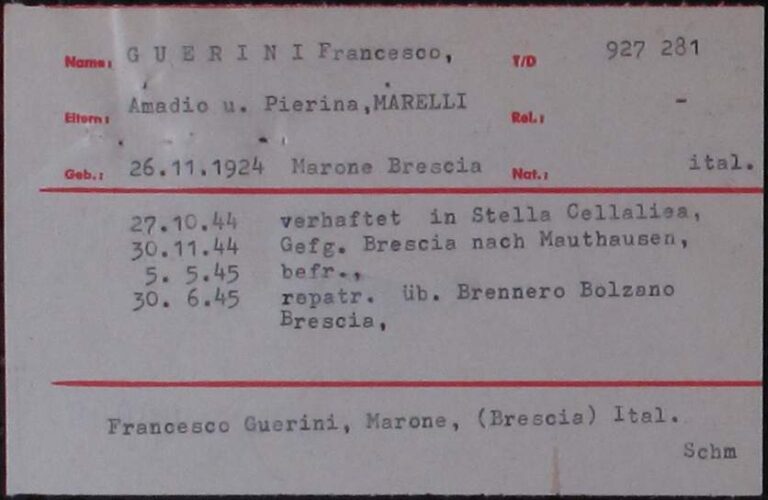 Name: G U E R I N I Francesco, T/D 927 281
Eltern: Amadio u. Pierina,MARELLI Rel.: -
Geb.: 26.11.1924 Marone Brescia Nat.: ital.
27.10.44 verhaftet in Stella Cellalisa,
30.11.44 Gefg. Brescia nach Mauthausen,
5. 5.45 befr.,
30. 6.45 repatr. üb. Brennero Bolzano
Brescia,
Francesco Guerini, Marone, (Brescia) Ital.
Schm